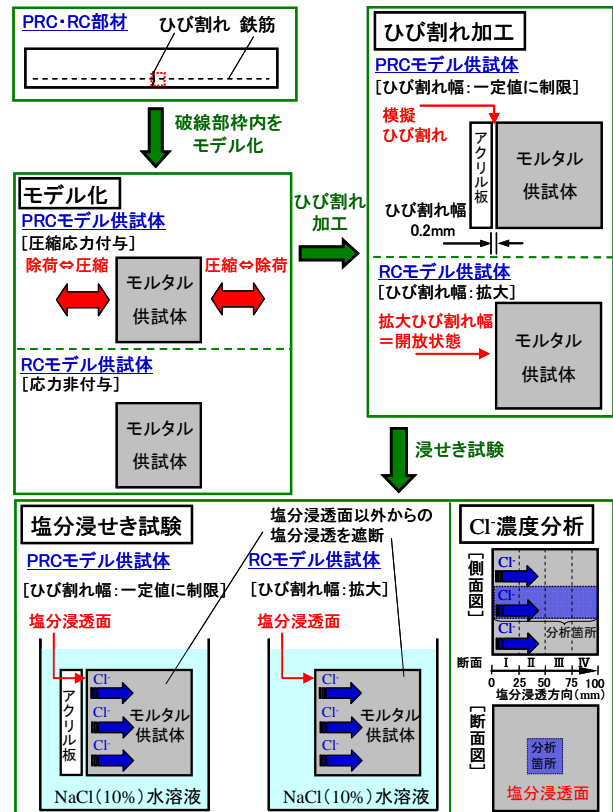 PRC・RC部材
ひび割れ 鉄筋
破線部枠内を
モデル化
モデル化
PRCモデル供試体
[圧縮応力付与]
除荷⇔圧縮
圧縮⇔除荷
モルタル
供試体
RCモデル供試体
[応力非付与]
モルタル
供試体
ひび割れ
加工
ひび割れ加工
PRCモデル供試体
[ひび割れ幅:一定値に制限]
模擬
ひび割れ
アクリル板
モルタル
供試体
ひび割れ幅
0.2mm
RCモデル供試体
[ひび割れ幅:拡大]
拡大ひび割れ幅
=開放状態
モルタル
供試体
浸せき試験
塩分浸せき試験
塩分浸透面以外からの
塩分浸透を遮断
PRCモデル供試体
[ひび割れ幅:一定値に制限]
塩分浸透面
アクリル板
Cl-
Cl-
Cl-
モルタル
供試体
RCモデル供試体
[ひび割れ幅:拡大]
塩分浸透面
Cl-
Cl-
Cl-
モルタル
供試体
NaCl(10%)水溶液
NaCl(10%)水溶液
Cl-濃度分析
[側面図]
Cl-
Cl-
Cl-
分析箇所
断面 Ⅰ Ⅱ Ⅲ Ⅳ
0 25 50 75 100
塩分浸透方向(mm)
[断面図]
分析
箇所
塩分浸透面